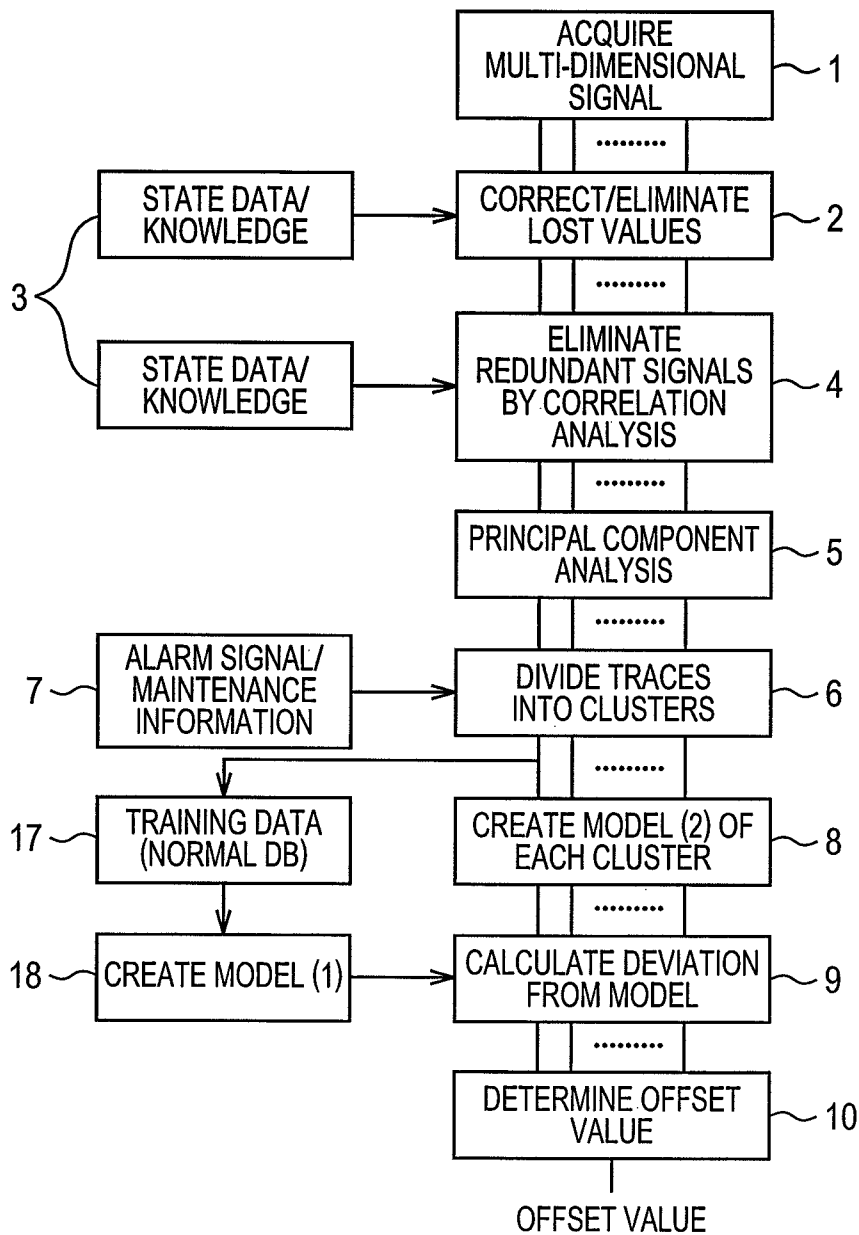 ACQUIRE
MULTI-DIMENSIONAL
SIGNAL
1
STATE DATA/
KNOWLEDGE
CORRECT/ELIMINATE
LOST VALUES
2
3
STATE DATA/
KNOWLEDGE
ELIMINATE
REDUNDANT SIGNALS
BY CORRELATION
ANALYSIS
4
PRINCIPAL COMPONENT
ANALYSIS
5
7
ALARM SIGNAL/
MAINTENANCE
INFORMATION
DIVIDE TRACES
INTO CLUSTERS
6
17
TRAINING DATA
(NORMAL DB)
CREATE MODEL (2) OF
EACH CLUSTER
8
18
CREATE MODEL (1)
CALCULATE DEVIATION
FROM MODEL
9
DETERMINE OFFSET
VALUE
10
OFFSET VALUE